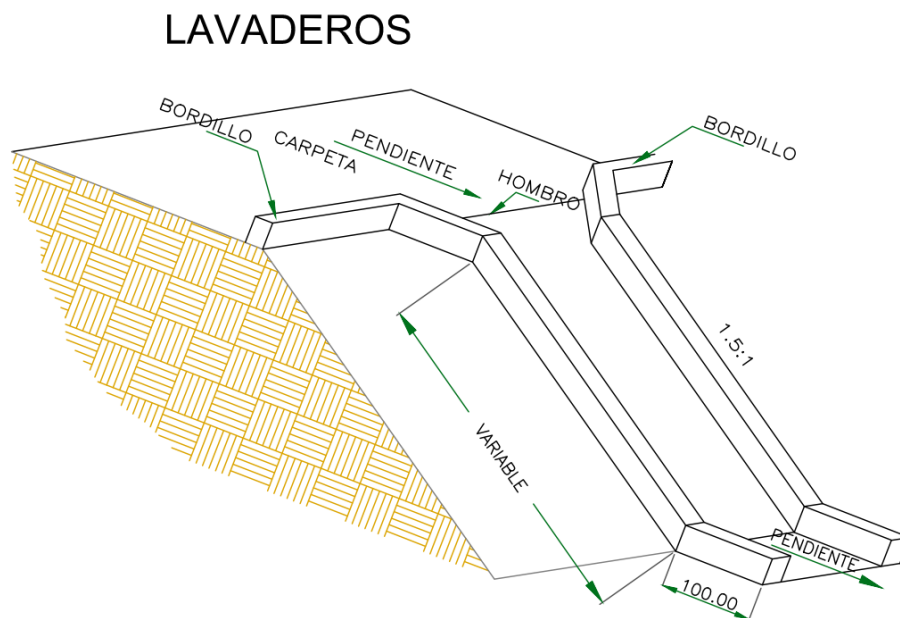 LAVADEROS
BORDILLO
CARPETA
PENDIENTE
HOMBRO
BORDILLO
1.5:1
VARIABLE
PENDIENTE
100.00